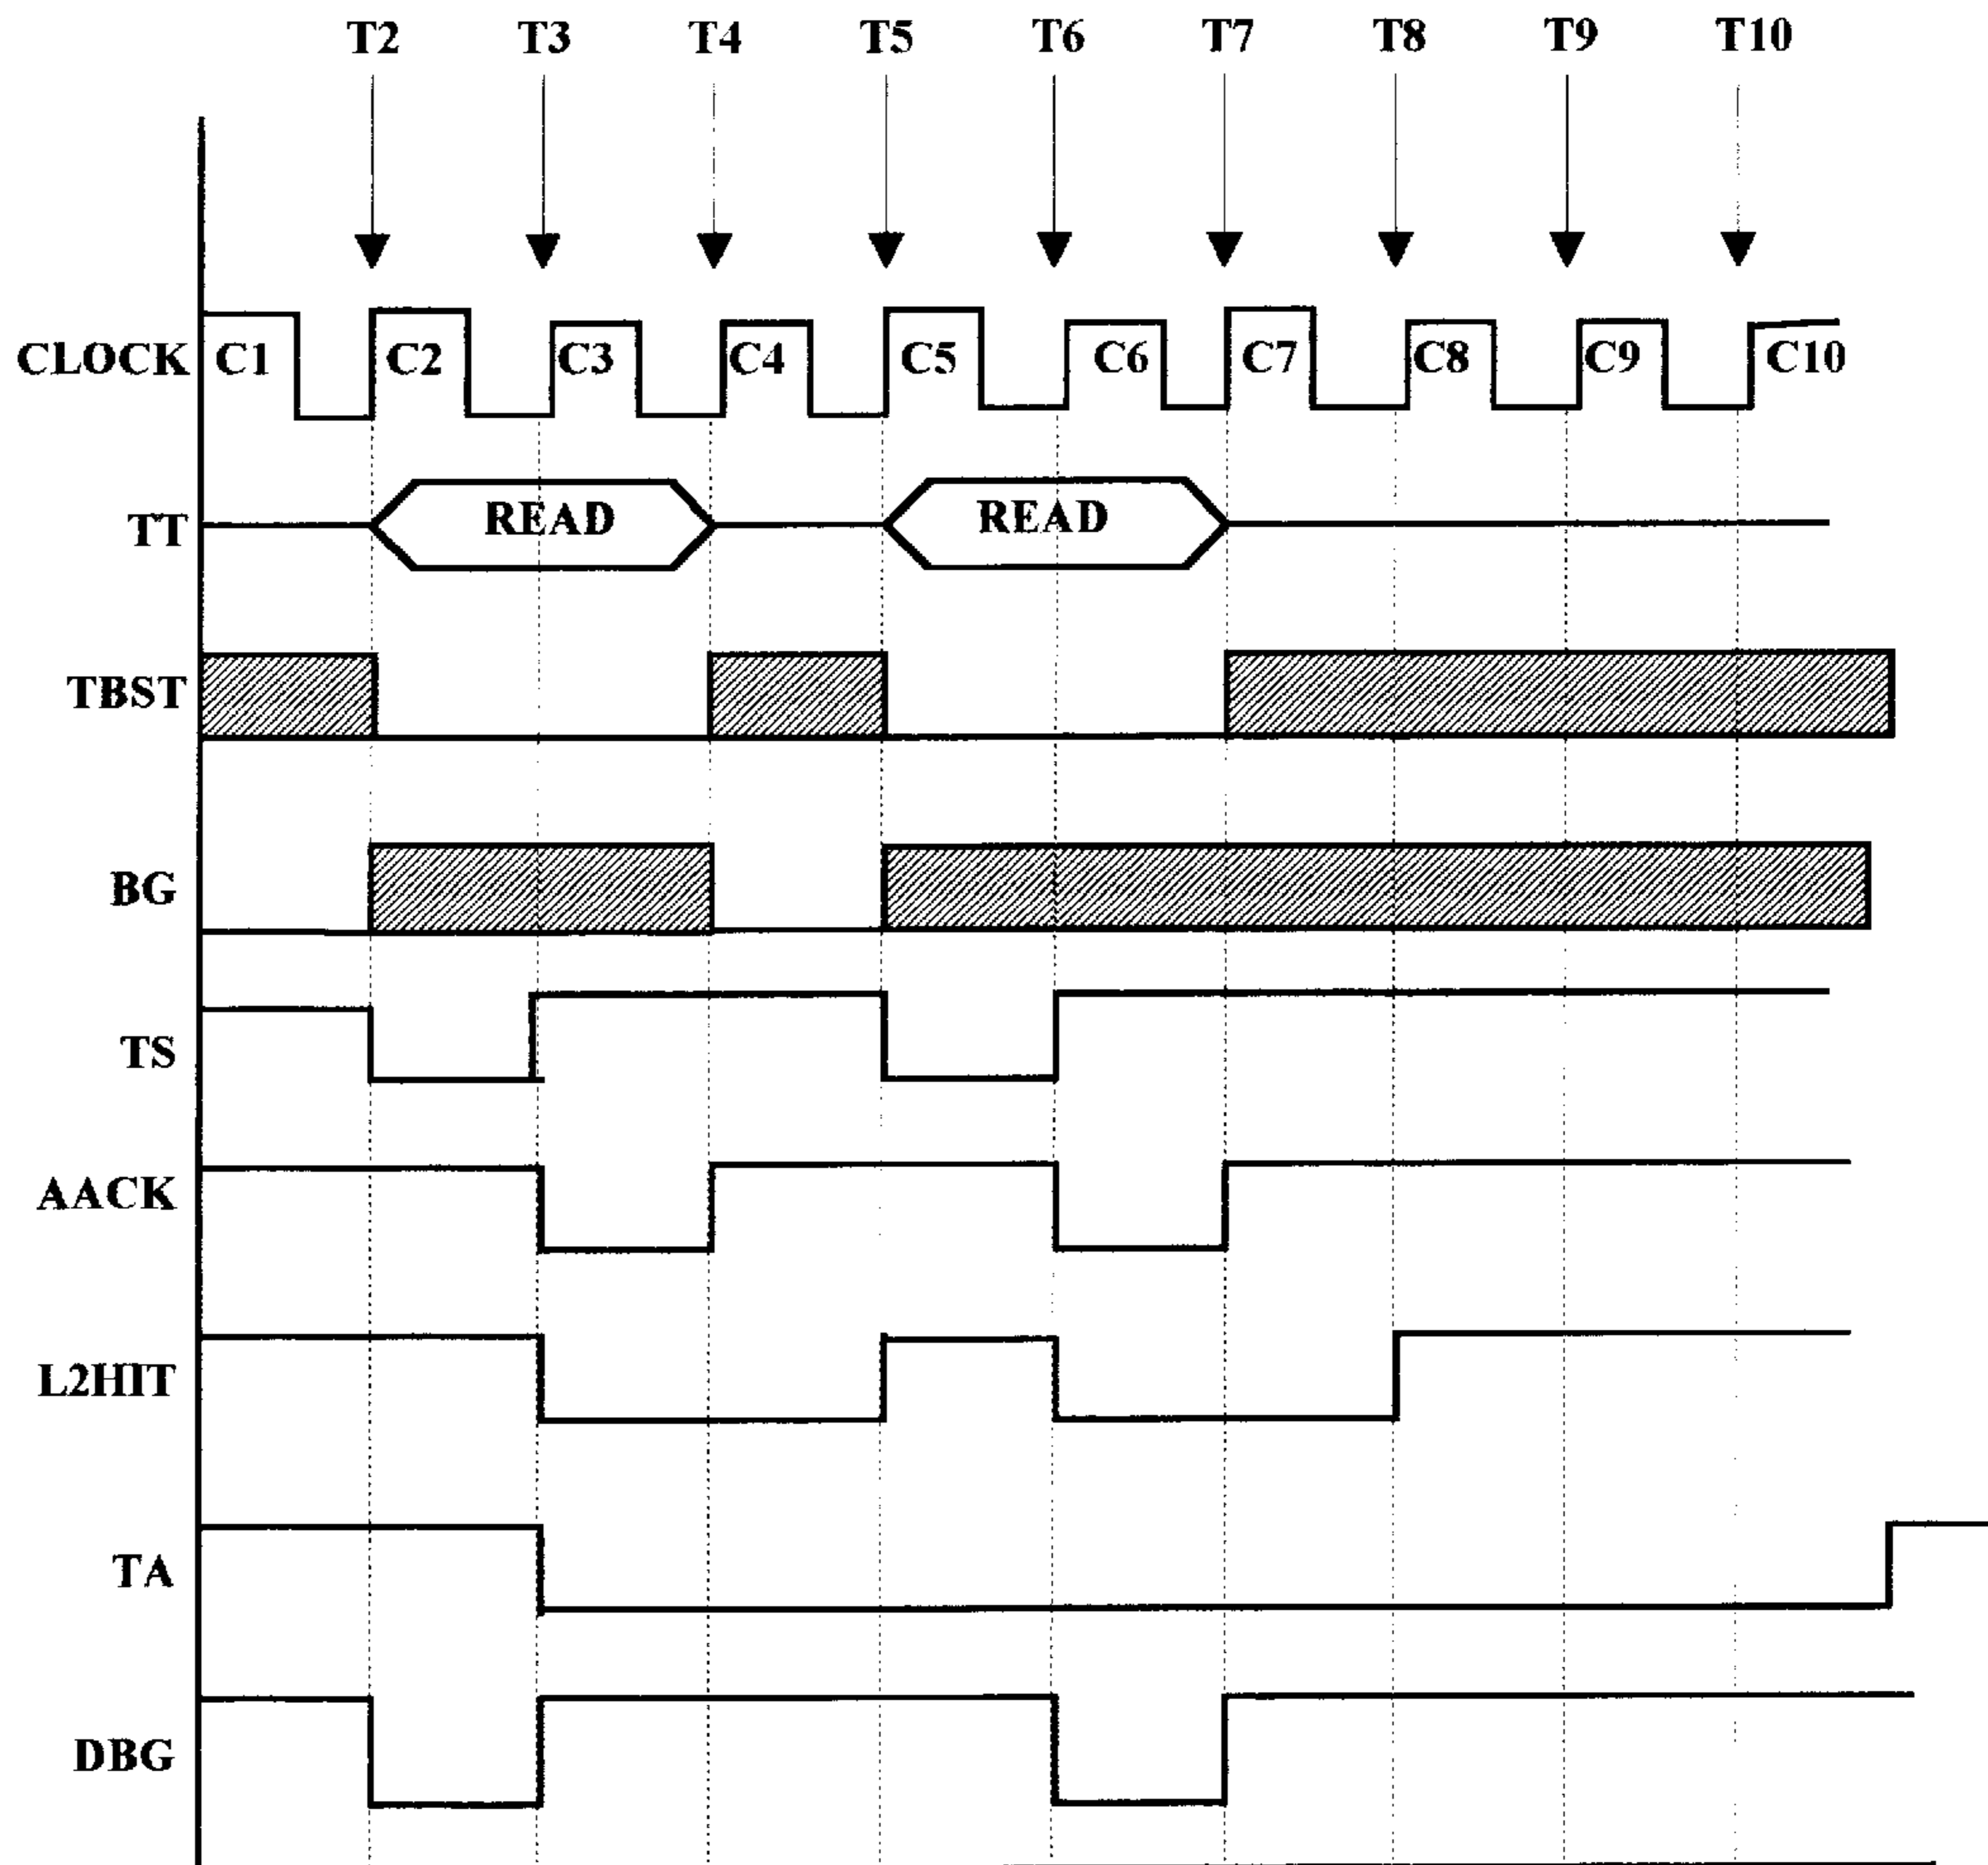 T2 T3 T4 T5 T6 T7 T8 T9 T10
CLOCK C1 C2 C3 C4 C5 C6 C7 C8 C9 C10
TT READ READ
TBST
BG
TS
AACK
L2HIT
TA
DBG